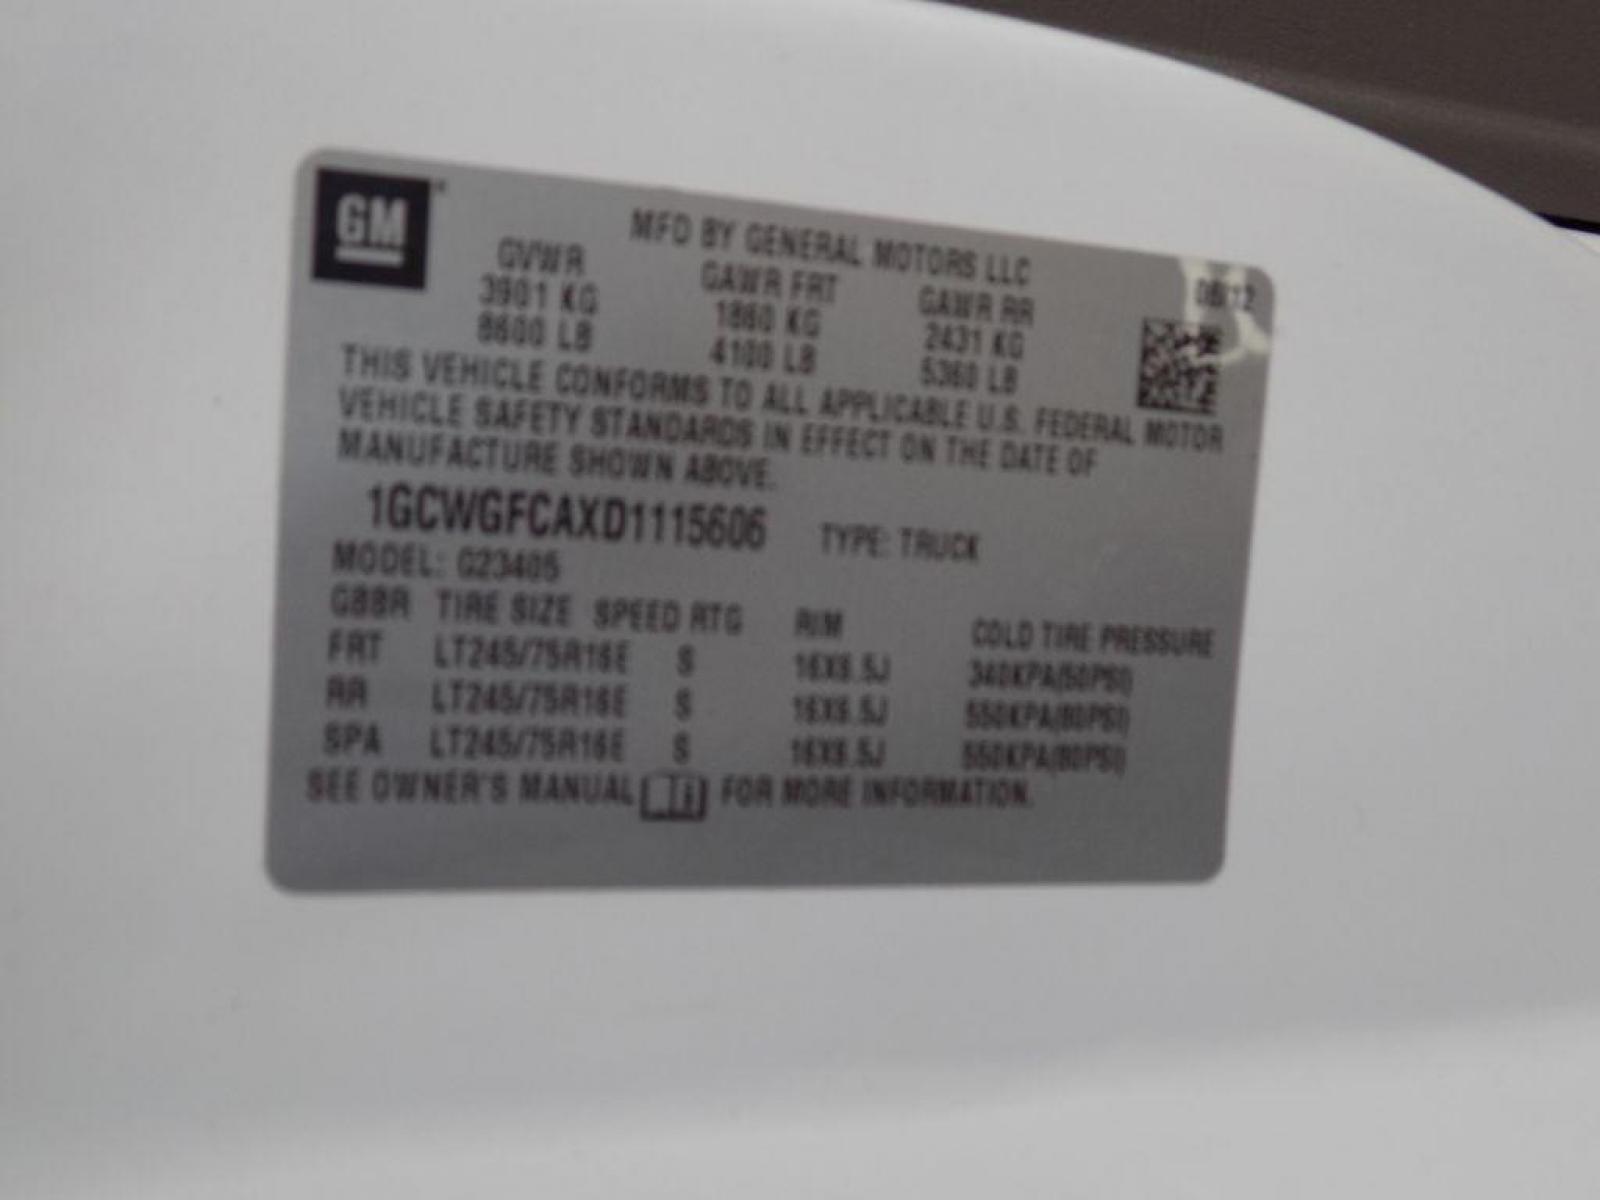 GM
MFD BY GENERAL MOTORS LLC
GVWR GAWR FRT GAWR RR
3901 KG 1860 KG 2431 KG
8600 LB 4100 LB 5360 LB
THIS VEHICLE CONFORMS TO ALL APPLICABLE U.S. FEDERAL MOTOR
VEHICLE SAFETY STANDARDS IN EFFECT ON THE DATE OF
MANUFACTURE SHOWN ABOVE.
1GCWGFCAXD1115606 TYPE: TRUCK
MODEL: G23405
TIRE SIZE SPEED RTG RIM COLD TIRE PRESSURE
FRT LT245/75R16E S 16X6.5J 340KPA(50PSI)
RR LT245/75R16E S 16X6.5J 550KPA(80PSI)
SPA LT245/75R16E S 16X6.5J 550KPA(80PSI)
SEE OWNER'S MANUAL FOR MORE INFORMATION.